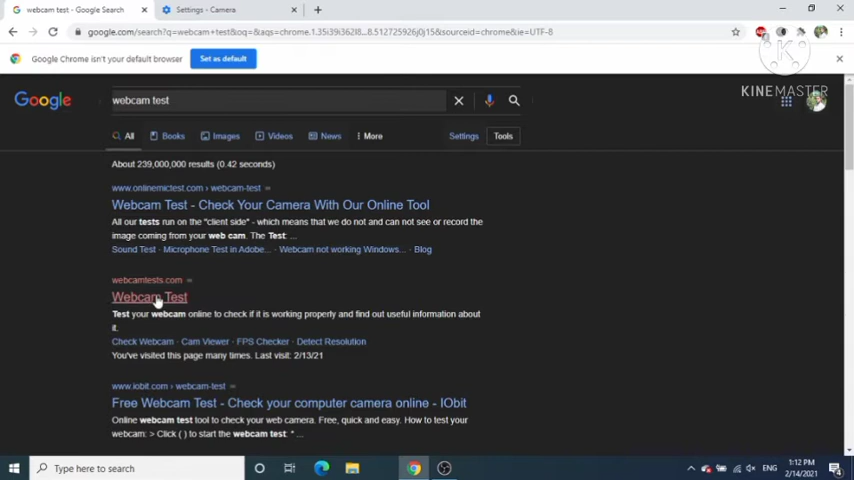 webcam test - Google Search
Settings - Camera
google.com/search?q=webcam+test&oq=&aqs=chrome.1.35i39i362l8...8.512725926j0j15&sourceid=chrome&ie=UTF-8
Google Chrome isn't your default browser
Set as default
KINEMASTER
Google
webcam test
All
Books
Images
Videos
News
More
Settings
Tools
About 239,000,000 results (0.42 seconds)
www.onlinemictest.com › webcam-test
Webcam Test - Check Your Camera With Our Online Tool
All our tests run on the "client side" - which means that we do not and can not see or record the
image coming from your web cam. The Test: ...
Sound Test · Microphone Test in Adobe... · Webcam not working Windows... · Blog
webcamtests.com
Webcam Test
Test your webcam online to check if it is working properly and find out useful information about
it.
Check Webcam · Cam Viewer · FPS Checker · Detect Resolution
You've visited this page many times. Last visit: 2/13/21
www.iobit.com › webcam-test
Free Webcam Test - Check your computer camera online - IObit
Online webcam test tool to check your web camera. Free, quick and easy. How to test your
webcam: > Click ( ) to start the webcam test: * ...
Type here to search
ENG
1:12 PM
2/14/2021
4